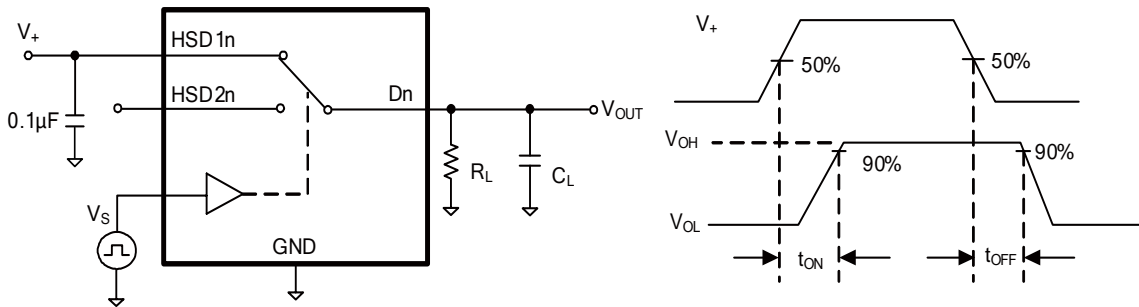 V+
HSD1n
HSD2n
Dn
VOUT
0.1μF
RL
CL
VS
GND
V+
50%
50%
VOH
90%
90%
VOL
tON
tOFF